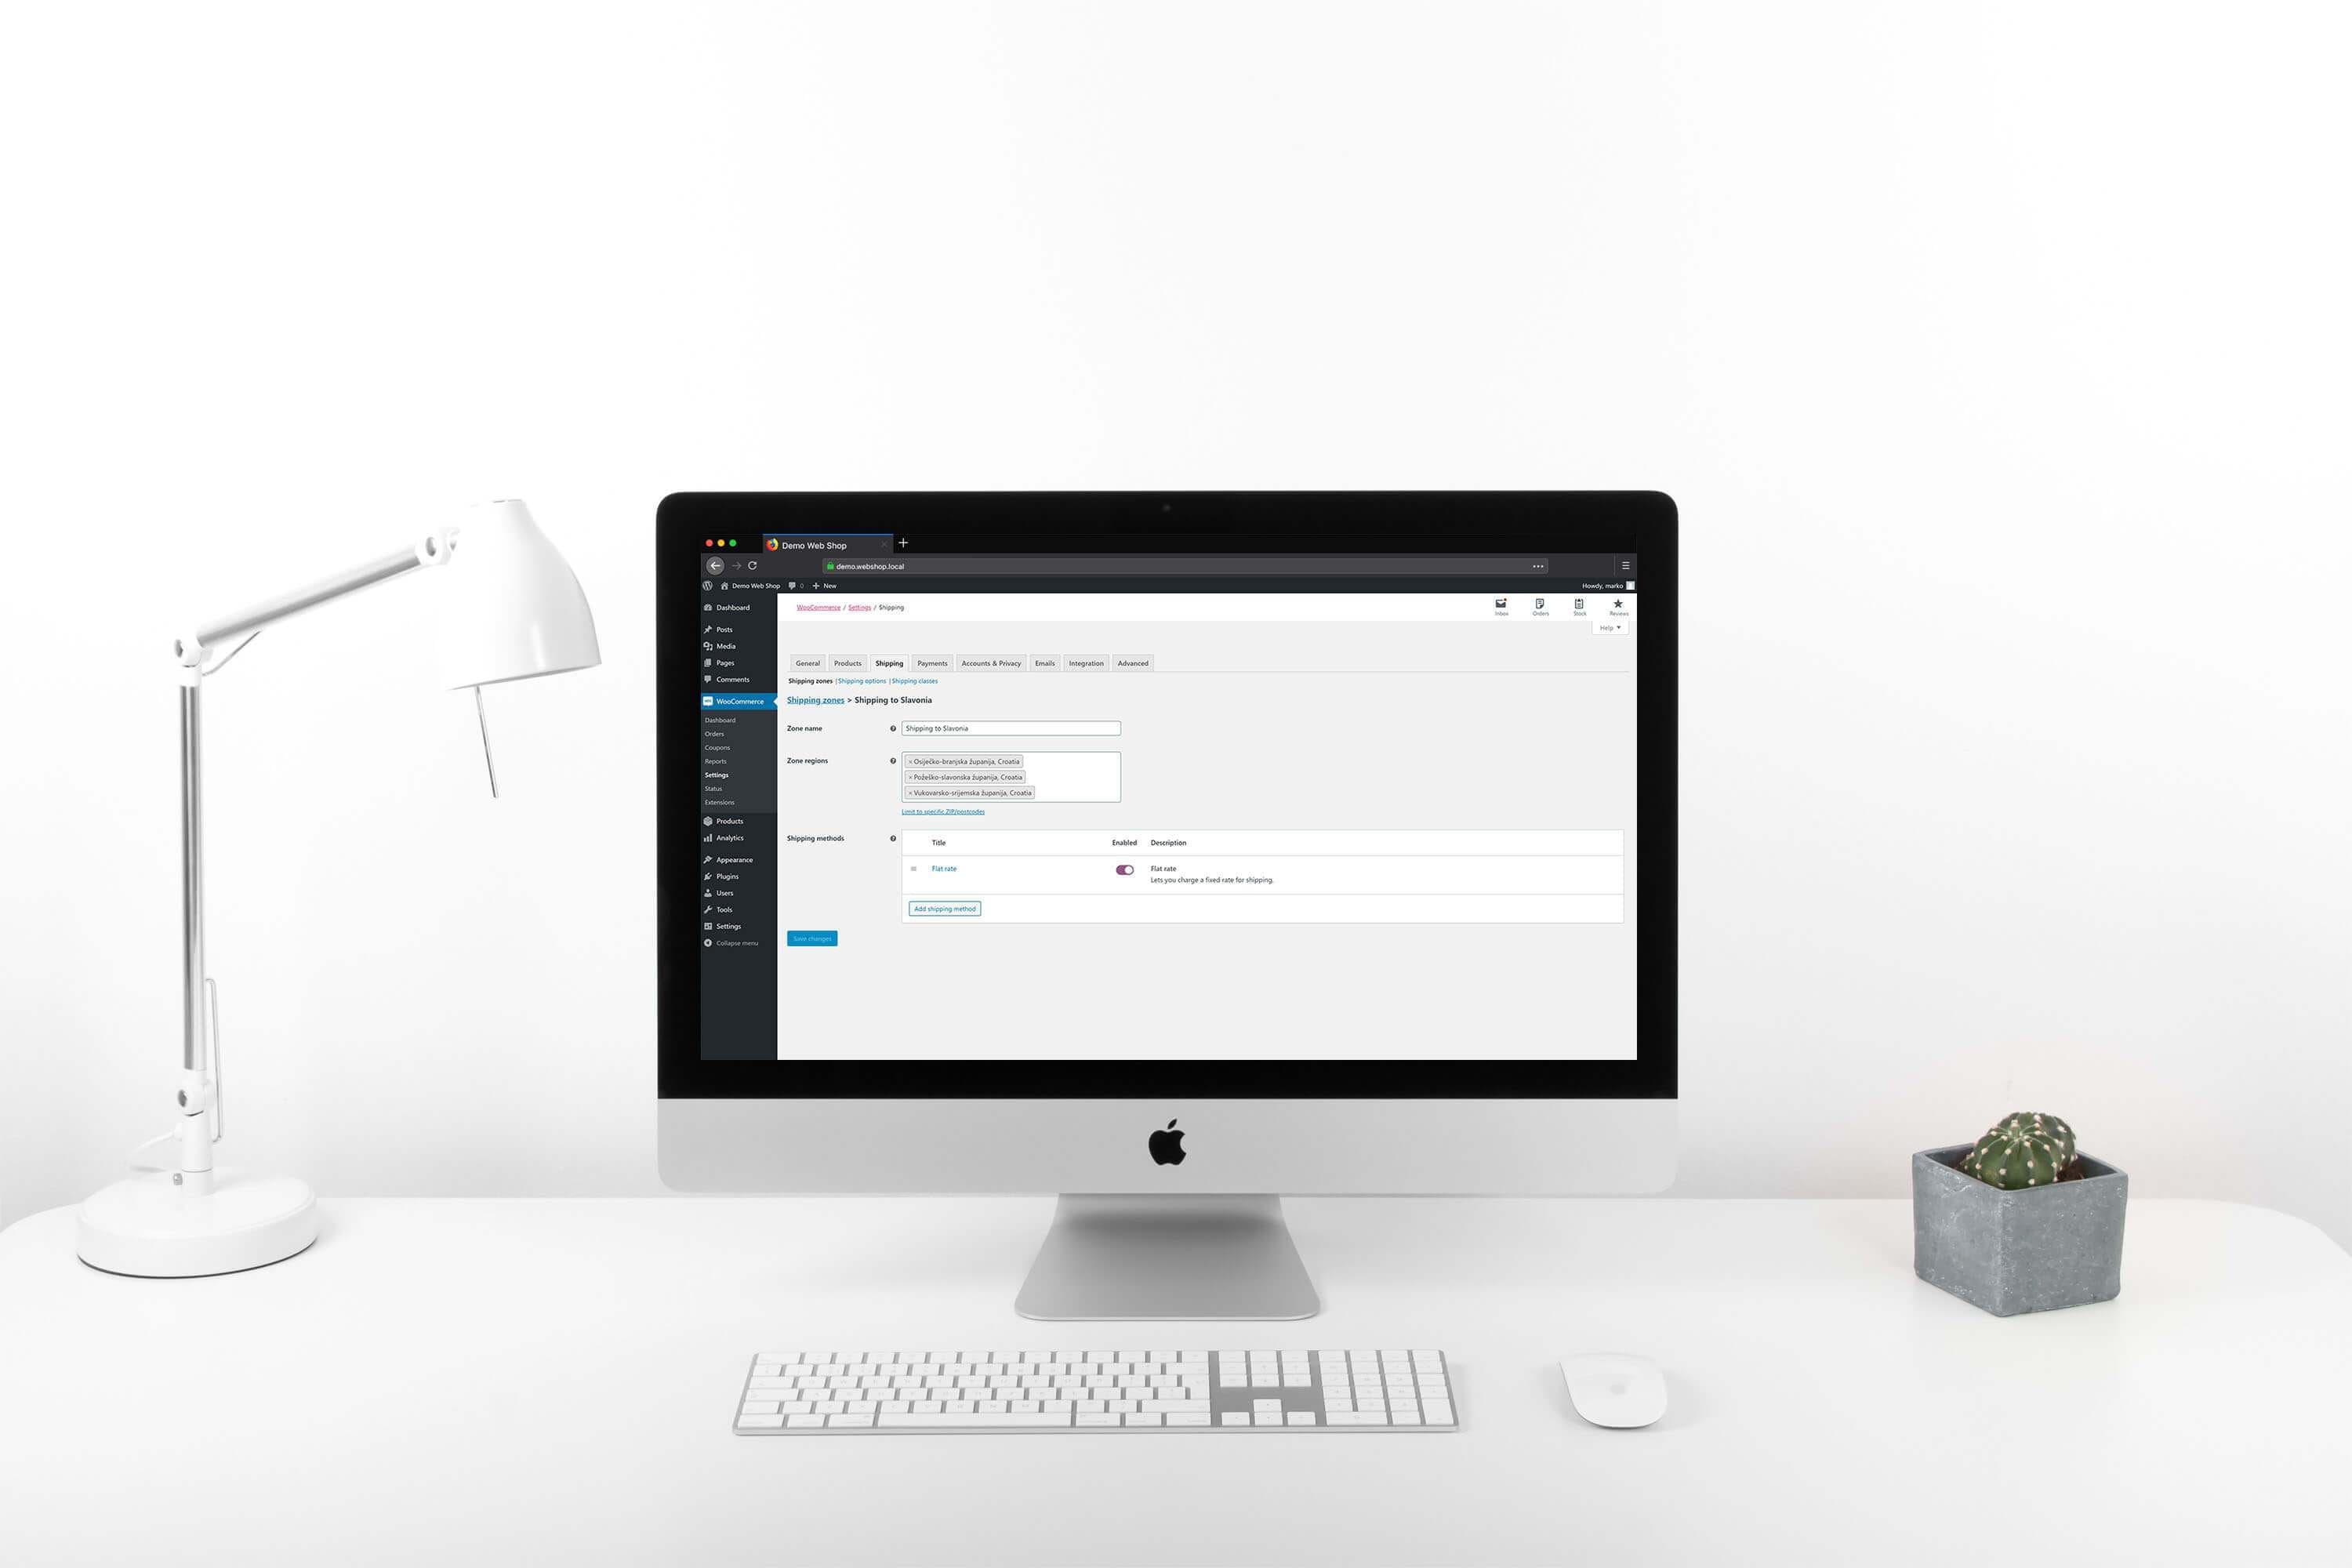 Demo Web Shop
demo.webshop.local
Demo Web Shop 0 + New Howdy, marko
Dashboard
Posts
Media
Pages
Comments
WooCommerce
Dashboard
Orders
Coupons
Reports
Settings
Status
Extensions
Products
Analytics
Appearance
Plugins
Users
Tools
Settings
Collapse menu
WooCommerce / Settings / Shipping
Inbox Orders Stock Reviews
Help
General Products Shipping Payments Accounts & Privacy Emails Integration Advanced
Shipping zones | Shipping options | Shipping classes
Shipping zones > Shipping to Slavonia
Zone name Shipping to Slavonia
Zone regions × Osječko-branjska županija, Croatia
× Požeško-slavonska županija, Croatia
× Vukovarsko-srijemska županija, Croatia
Limit to specific ZIP/postcodes
Shipping methods Title Enabled Description
Flat rate Flat rate
Lets you charge a fixed rate for shipping.
Add shipping method
Save changes